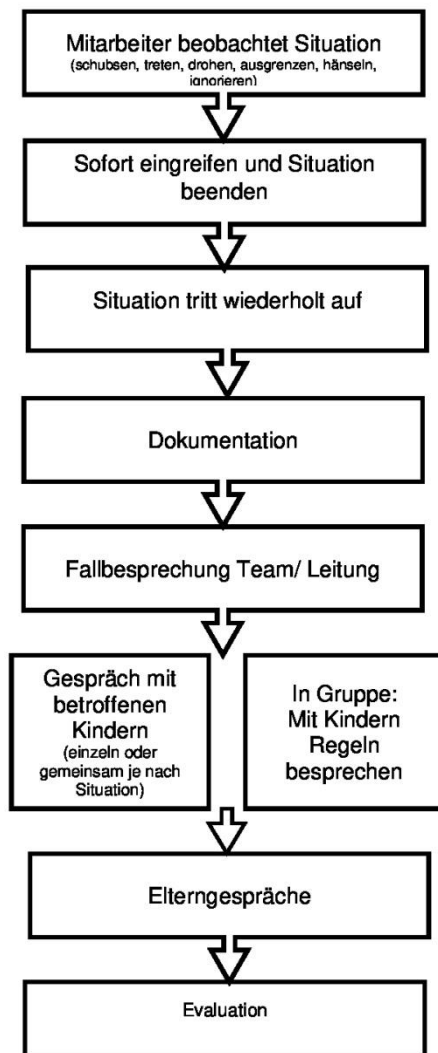 Mitarbeiter beobachtet Situation
(schubsen, treten, drohen, ausgrenzen, hänseln,
ignorieren)
Sofort eingreifen und Situation
beenden
Situation tritt wiederholt auf
Dokumentation
Fallbesprechung Team/ Leitung
Gespräch mit
betroffenen
Kindern
(einzeln oder
gemeinsam je nach
Situation)
In Gruppe:
Mit Kindern
Regeln
besprechen
Elterngespräche
Evaluation